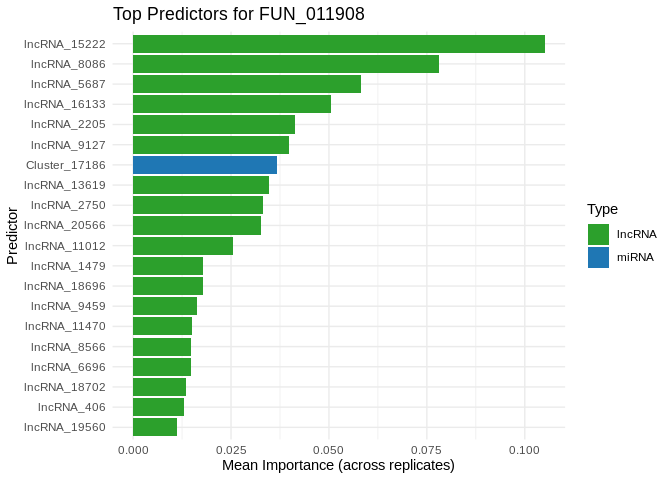 Top Predictors for FUN_011908
Predictor
lncRNA_15222
lncRNA_8086
lncRNA_5687
lncRNA_16133
lncRNA_2205
lncRNA_9127
Cluster_17186
lncRNA_13619
lncRNA_2750
lncRNA_20566
lncRNA_11012
lncRNA_1479
lncRNA_18696
lncRNA_9459
lncRNA_11470
lncRNA_8566
lncRNA_6696
lncRNA_18702
lncRNA_406
lncRNA_19560
0.000 0.025 0.050 0.075 0.100
Mean Importance (across replicates)
Type
lncRNA
miRNA